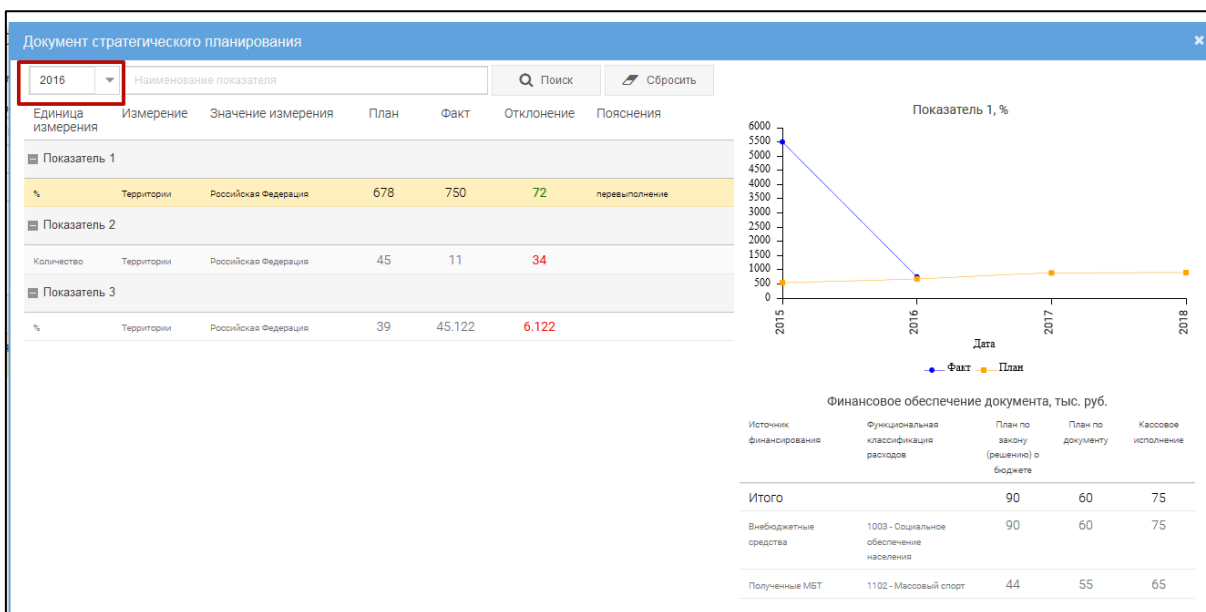 Документ стратегического планирования
2016
Наименование показателя
Поиск
Сбросить
Единица измерения Измерение Значение измерения План Факт Отклонение Пояснения
Показатель 1
% Территории Российская Федерация 678 750 72 перевыполнение
Показатель 2
Количество Территории Российская Федерация 45 11 34
Показатель 3
% Территории Российская Федерация 39 45.122 6.122
Показатель 1, %
6000
5500
5000
4500
4000
3500
3000
2500
2000
1500
1000
500
0
2015 2016 2017 2018
Дата
Факт План
Финансовое обеспечение документа, тыс. руб.
Источник финансирования Функциональная классификация расходов План по закону (решению) о бюджете План по документу Кассовое исполнение
Итого 90 60 75
Внебюджетные средства 1003 - Социальное обеспечение населения 90 60 75
Полученные МБТ 1102 - Массовый спорт 44 55 65